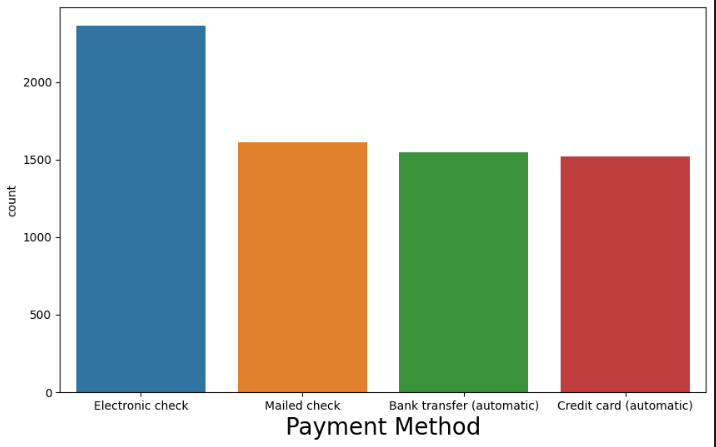 2000
1500
1000
500
0
count
Electronic check
Mailed check
Bank transfer (automatic)
Credit card (automatic)
Payment Method